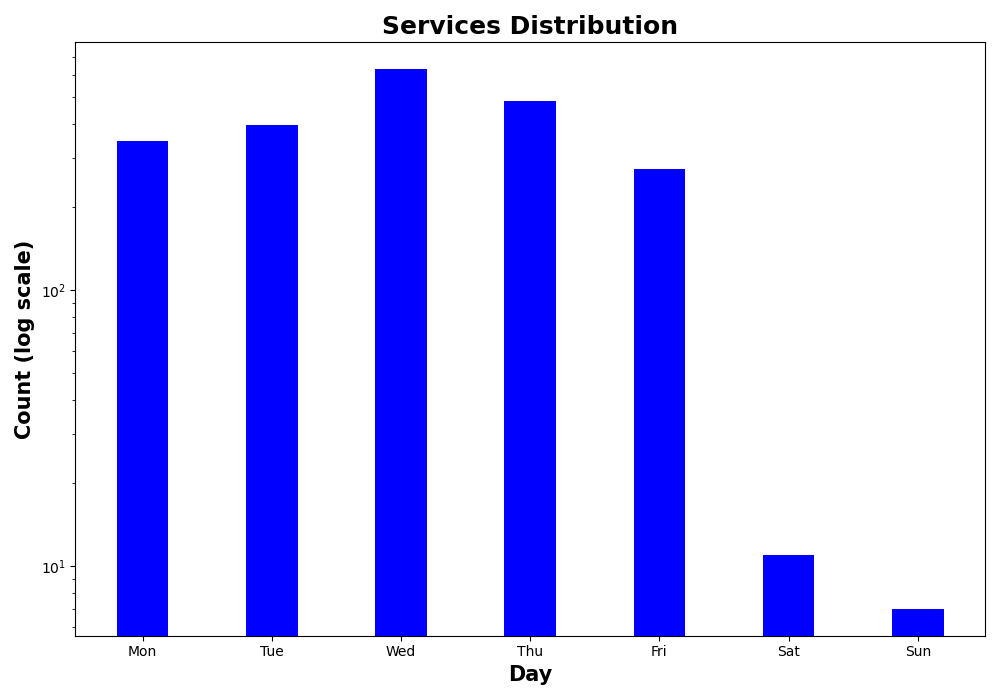 Services Distribution
Count (log scale)
10²
10¹
Mon Tue Wed Thu Fri Sat Sun
Day